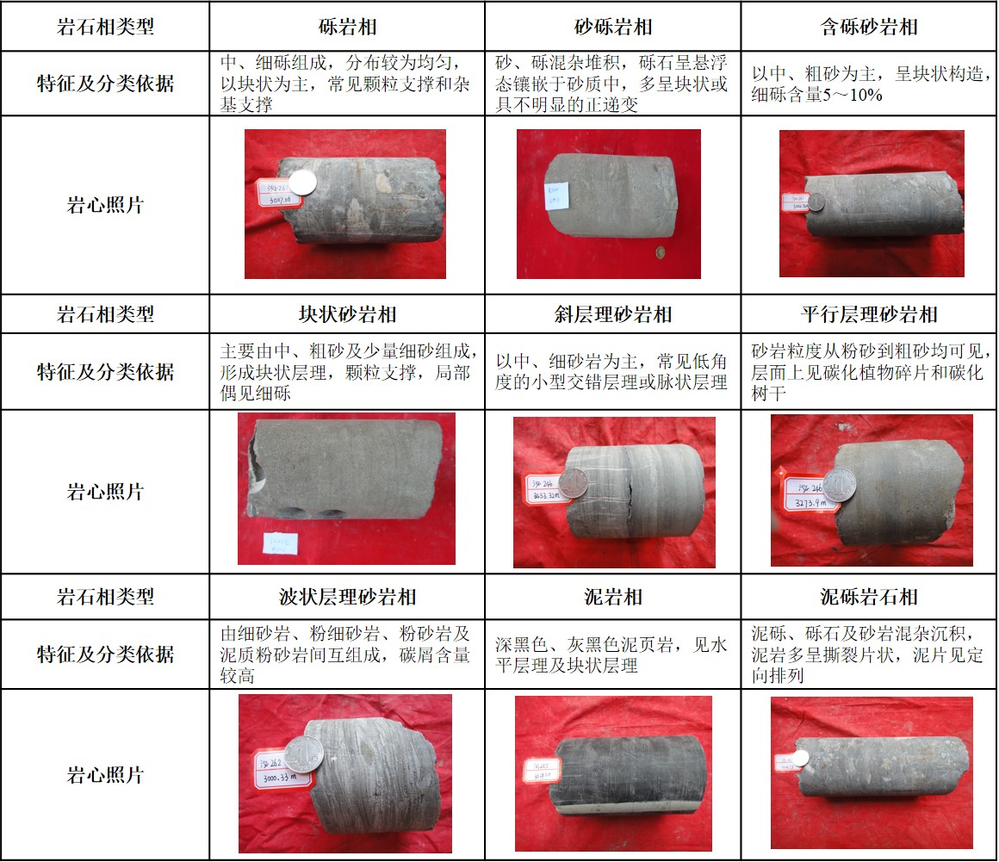 岩石相类型 砾岩相 砂砾岩相 含砾砂岩相
特征及分类依据
中、细砾组成，分布较为均匀，
以块状为主，常见颗粒支撑和杂
基支撑
砂、砾混杂堆积，砾石呈悬浮
态镶嵌于砂质中，多呈块状或
具不明显的正递变
以中、粗砂为主，呈块状构造，
细砾含量5～10%
岩心照片
3007.06
岩石相类型 块状砂岩相 斜层理砂岩相 平行层理砂岩相
特征及分类依据
主要由中、粗砂及少量细砂组成，
形成块状层理，颗粒支撑，局部
偶见细砾
以中、细砂岩为主，常见低角
度的小型交错层理或脉状层理
砂岩粒度从粉砂到粗砂均可见，
层面上见碳化植物碎片和碳化
树干
岩心照片
246
246
3273.9m
岩石相类型 波状层理砂岩相 泥岩相 泥砾岩石相
特征及分类依据
由细砂岩、粉细砂岩、粉砂岩及
泥质粉砂岩间互组成，碳屑含量
较高
深黑色、灰黑色泥页岩，见水
平层理及块状层理
泥砾、砾石及砂岩混杂沉积，
泥岩多呈撕裂片状，泥片见定
向排列
岩心照片
262
3000.33m